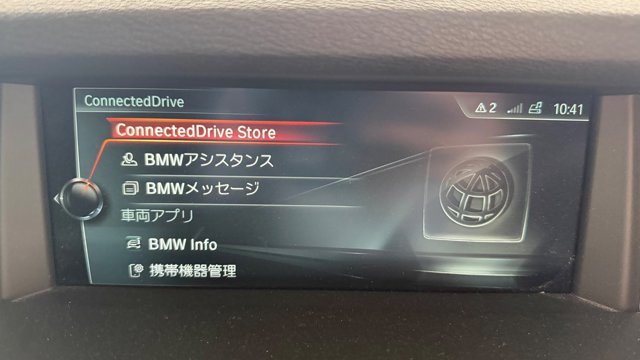 ConnectedDrive
2
10:41
ConnectedDrive Store
BMWアシスタンス
BMWメッセージ
車両アプリ
BMW Info
携帯機器管理